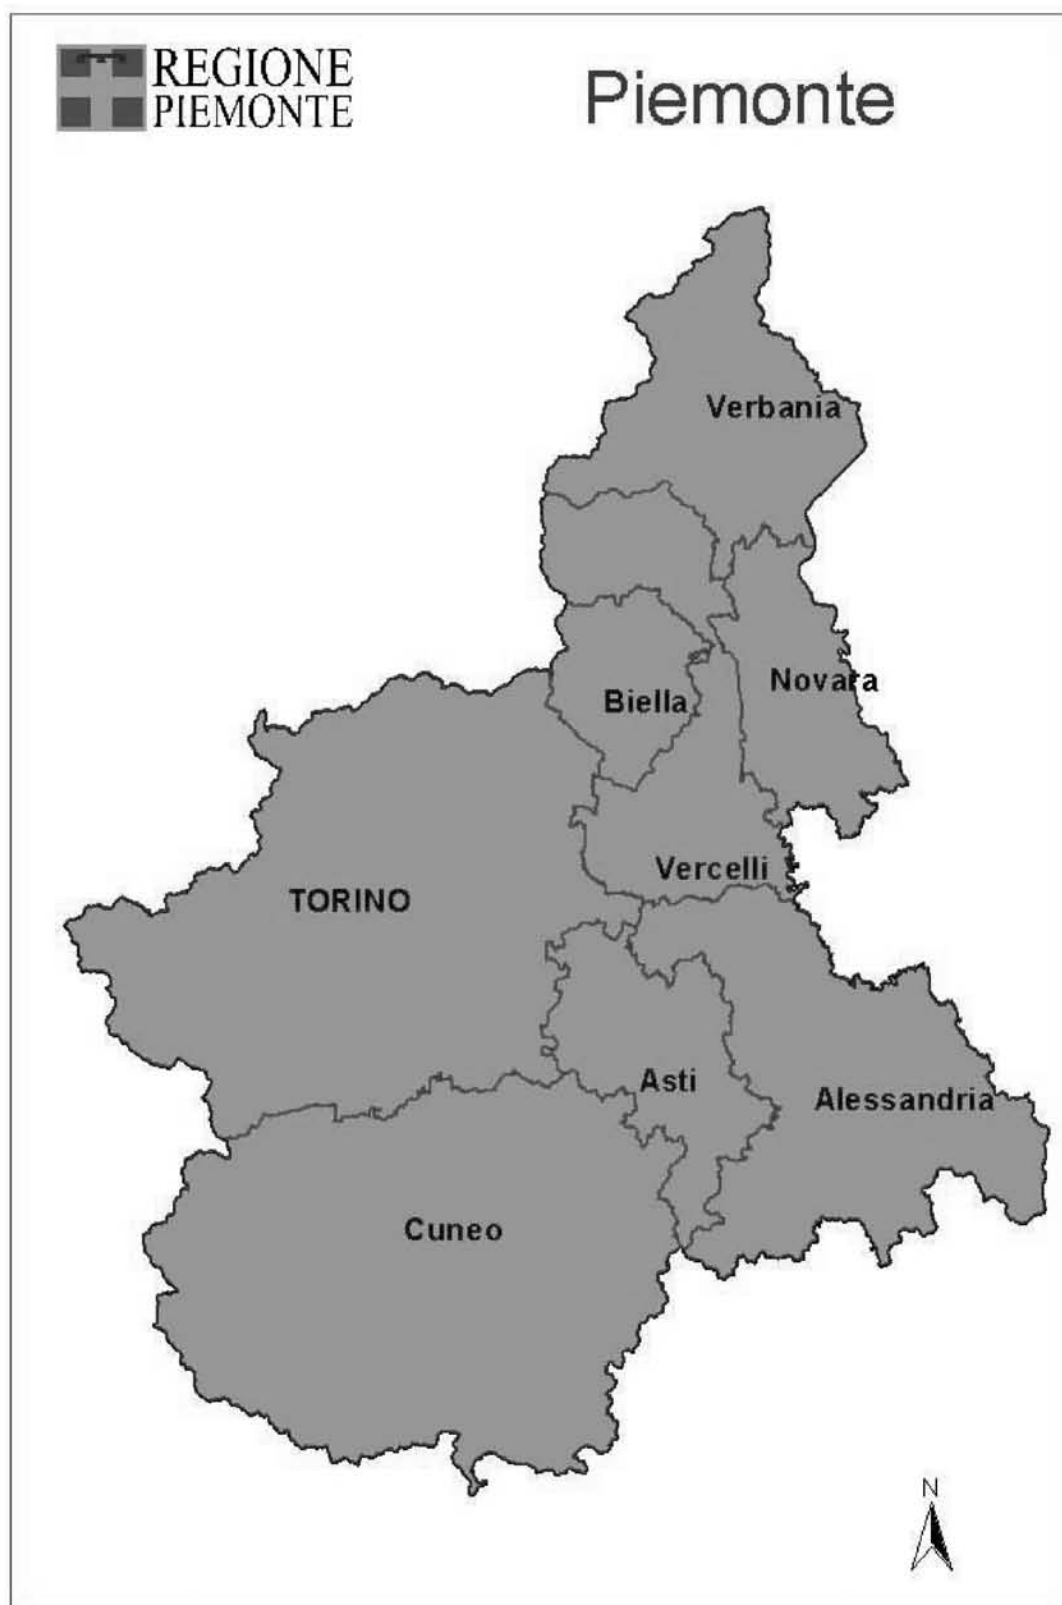 REGIONE
PIEMONTE
Piemonte
Verbania
Novara
Biella
Vercelli
TORINO
Asti
Alessandria
Cuneo
N